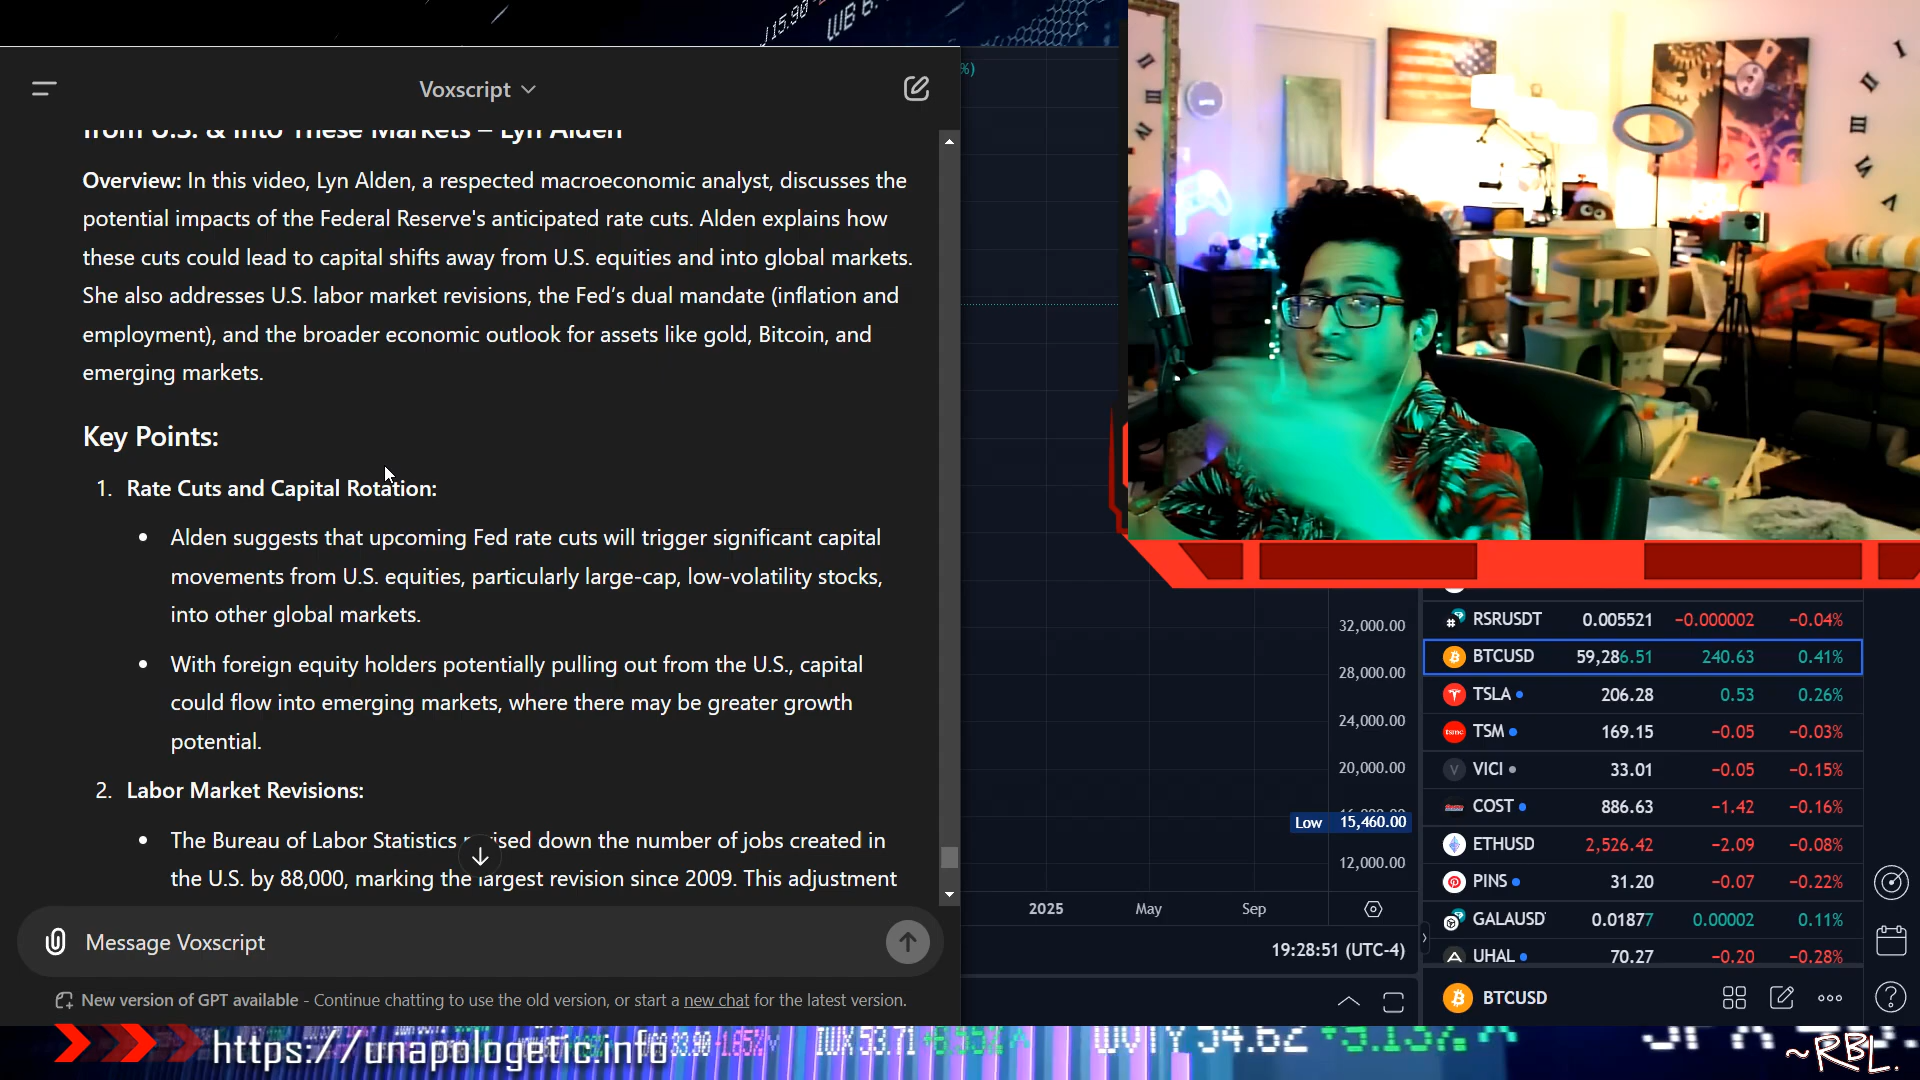 Voxscript
from U.S. & Into These Markets – Lyn Alden
Overview: In this video, Lyn Alden, a respected macroeconomic analyst, discusses the
potential impacts of the Federal Reserve's anticipated rate cuts. Alden explains how
these cuts could lead to capital shifts away from U.S. equities and into global markets.
She also addresses U.S. labor market revisions, the Fed's dual mandate (inflation and
employment), and the broader economic outlook for assets like gold, Bitcoin, and
emerging markets.
Key Points:
1. Rate Cuts and Capital Rotation:
Alden suggests that upcoming Fed rate cuts will trigger significant capital
movements from U.S. equities, particularly large-cap, low-volatility stocks,
into other global markets.
With foreign equity holders potentially pulling out from the U.S., capital
could flow into emerging markets, where there may be greater growth
potential.
2. Labor Market Revisions:
The Bureau of Labor Statistics revised down the number of jobs created in
the U.S. by 88,000, marking the largest revision since 2009. This adjustment
Message Voxscript
New version of GPT available - Continue chatting to use the old version, or start a new chat for the latest version.
%)
32,000.00
28,000.00
24,000.00
20,000.00
Low 15,460.00
12,000.00
2025 May Sep
19:28:51 (UTC-4)
RSRUSDT 0.005521 −0.000002 −0.04%
BTCUSD 59,286.51 240.63 0.41%
TSLA 206.28 0.53 0.26%
TSM 169.15 −0.05 −0.03%
VICI 33.01 −0.05 −0.15%
COST 886.63 −1.42 −0.16%
ETHUSD 2,526.42 −2.09 −0.08%
PINS 31.20 −0.07 −0.22%
GALAUSD 0.01877 0.00002 0.11%
UHAL 70.27 −0.20 −0.28%
BTCUSD
https://unapologetic.info
~RBL.